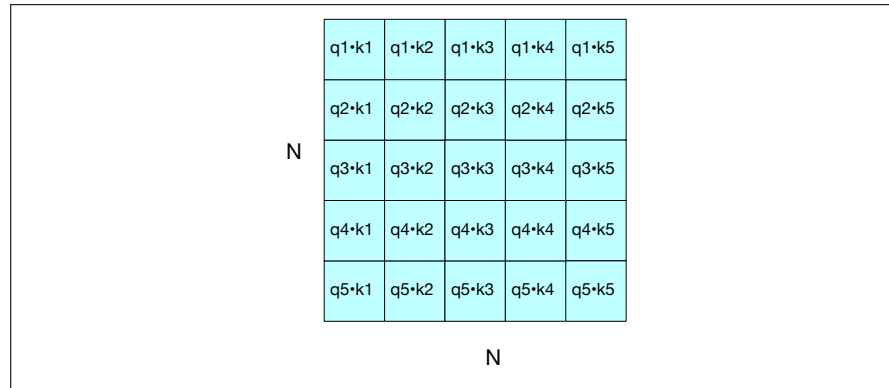 q1•k1 q1•k2 q1•k3 q1•k4 q1•k5
q2•k1 q2•k2 q2•k3 q2•k4 q2•k5
N
q3•k1 q3•k2 q3•k3 q3•k4 q3•k5
q4•k1 q4•k2 q4•k3 q4•k4 q4•k5
q5•k1 q5•k2 q5•k3 q5•k4 q5•k5
N